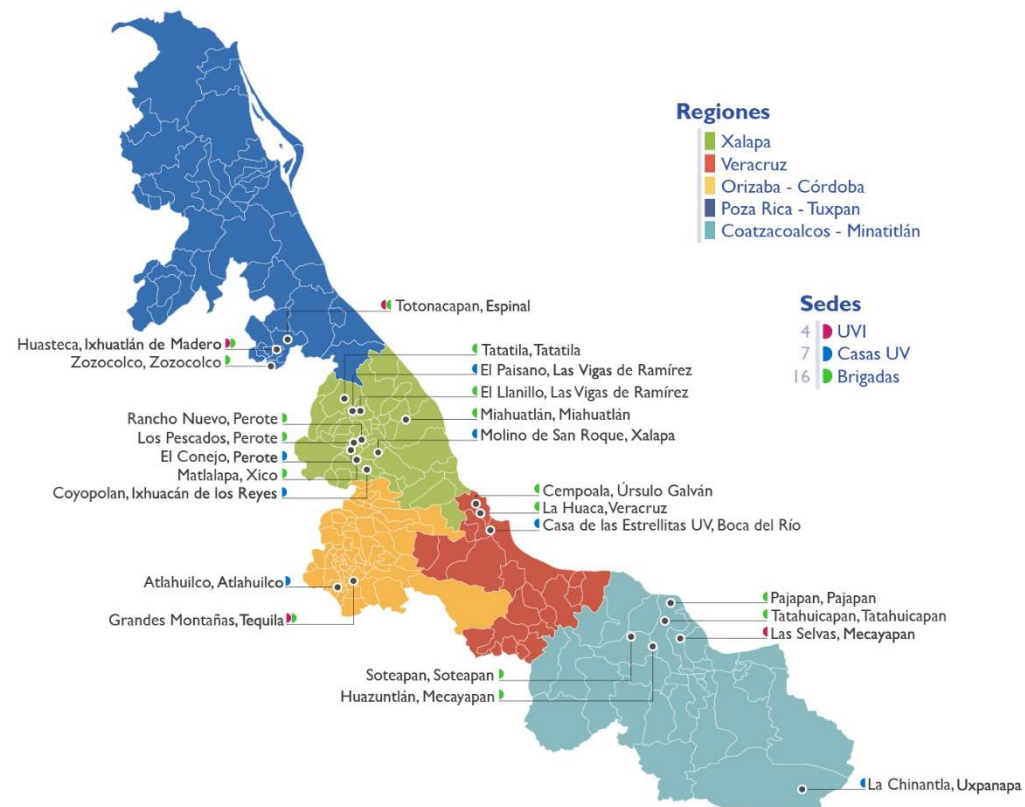 Regiones
Xalapa
Veracruz
Orizaba - Córdoba
Poza Rica - Tuxpan
Coatzacoalcos - Minatitlán
Sedes
4 UVI
7 Casas UV
16 Brigadas
Totonacapan, Espinal
Huasteca, Ixhuatlán de Madero
Zozocolco, Zozocolco
Tatatila, Tatatila
El Paisano, Las Vigas de Ramírez
El Llanillo, Las Vigas de Ramírez
Miahuatlán, Miahuatlán
Molino de San Roque, Xalapa
Rancho Nuevo, Perote
Los Pescados, Perote
El Conejo, Perote
Matlalapa, Xico
Coyopolan, Ixhuacán de los Reyes
Cempoala, Úrsulo Galván
La Huaca, Veracruz
Casa de las Estrellitas UV, Boca del Río
Atlahuilco, Atlahuilco
Grandes Montañas, Tequila
Pajapan, Pajapan
Tatahuicapan, Tatahuicapan
Las Selvas, Mecayapan
Soteapan, Soteapan
Huazuntlán, Mecayapan
La Chinantla, Uxpanapa